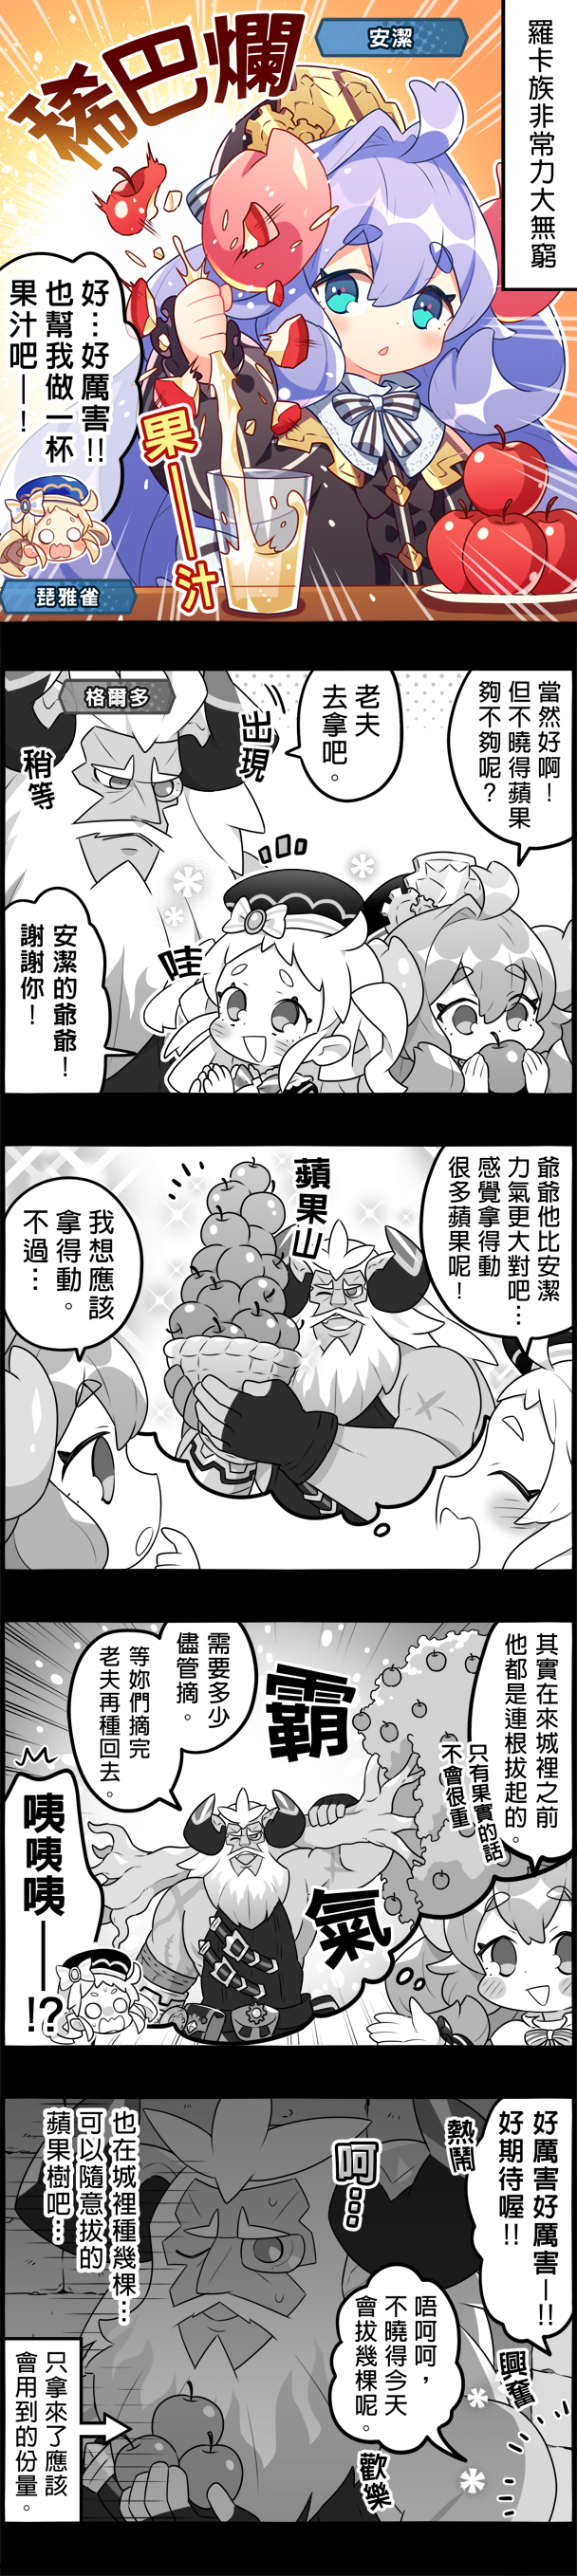 羅卡族非常力大無窮
安潔
稀巴爛
好…好厲害!!
也幫我做一杯
果汁吧—!
果——汁
琵雅雀
當然好啊!
但不曉得蘋果
夠不夠呢?
老夫
去拿吧。
出現
格爾多
稍等
哇
安潔的爺爺!
謝謝你!
爺爺他比安潔
力氣更大對吧…
感覺拿得動
很多蘋果呢!
蘋果山
我想應該
拿得動。
不過…
其實在來城裡之前
他都是連根拔起的。
只有果實的話
不會很重
霸
氣
需要多少
儘管摘。
等妳們摘完
老夫再種回去。
咦咦咦——!?
好厲害好厲害—!!
好期待喔!!
熱鬧
興奮
唔呵呵,
不曉得今天
會拔幾棵呢。
歡樂
呵……
也在城裡種幾棵…
可以隨意拔的
蘋果樹吧…
只拿來了應該
會用到的份量。